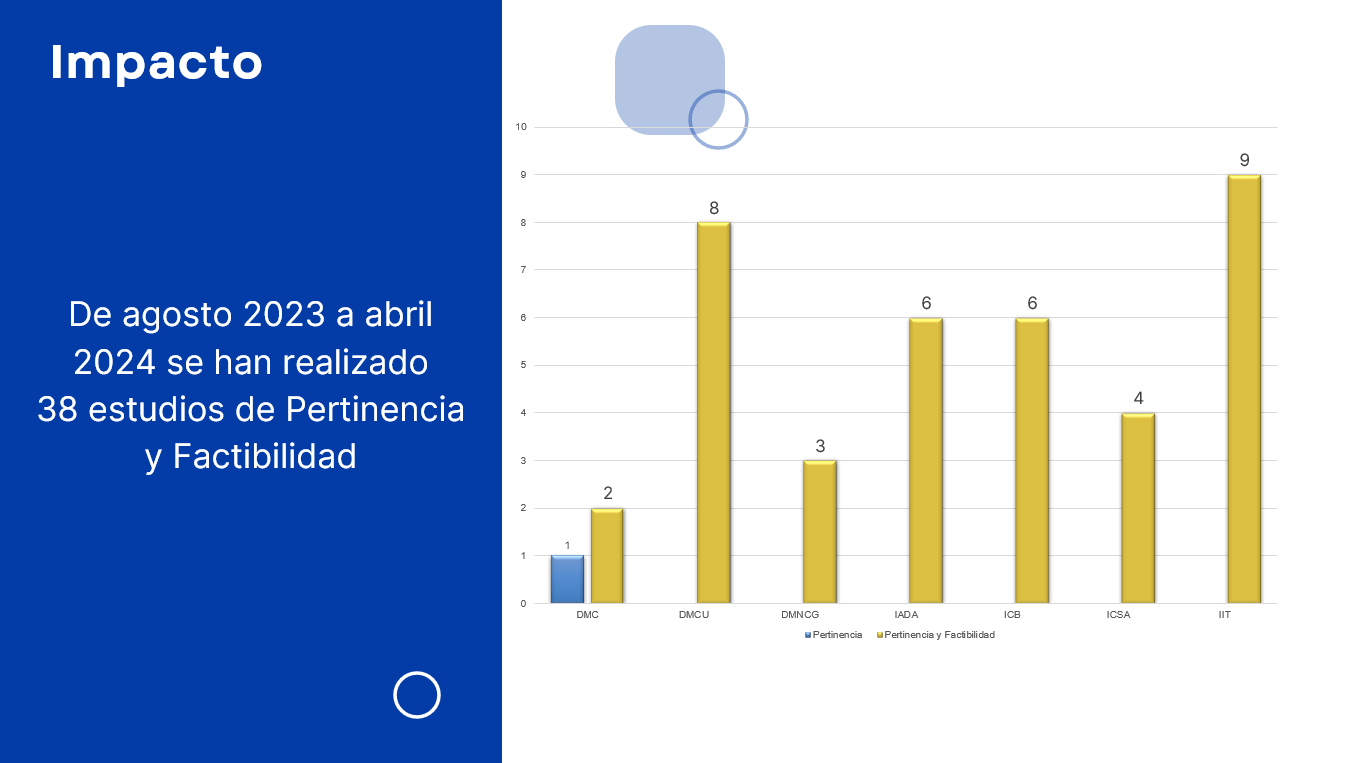 Impacto
De agosto 2023 a abril
2024 se han realizado
38 estudios de Pertinencia
y Factibilidad
10
9
8
7
6
5
4
3
2
1
0
1
2
8
3
6
6
4
9
DMC DMCU DMNCG IADA ICB ICSA IIT
Pertinencia Pertinencia y Factibilidad